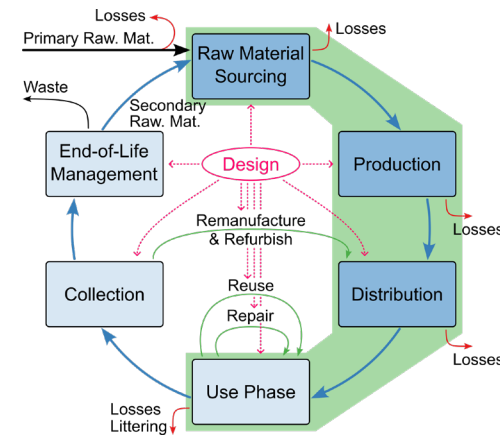 Losses
Primary Raw. Mat.
Losses
Raw Material
Sourcing
Waste
Secondary
Raw. Mat.
End-of-Life
Management
Design
Production
Losses
Remanufacture
& Refurbish
Collection
Reuse
Repair
Distribution
Losses
Use Phase
Losses
Littering